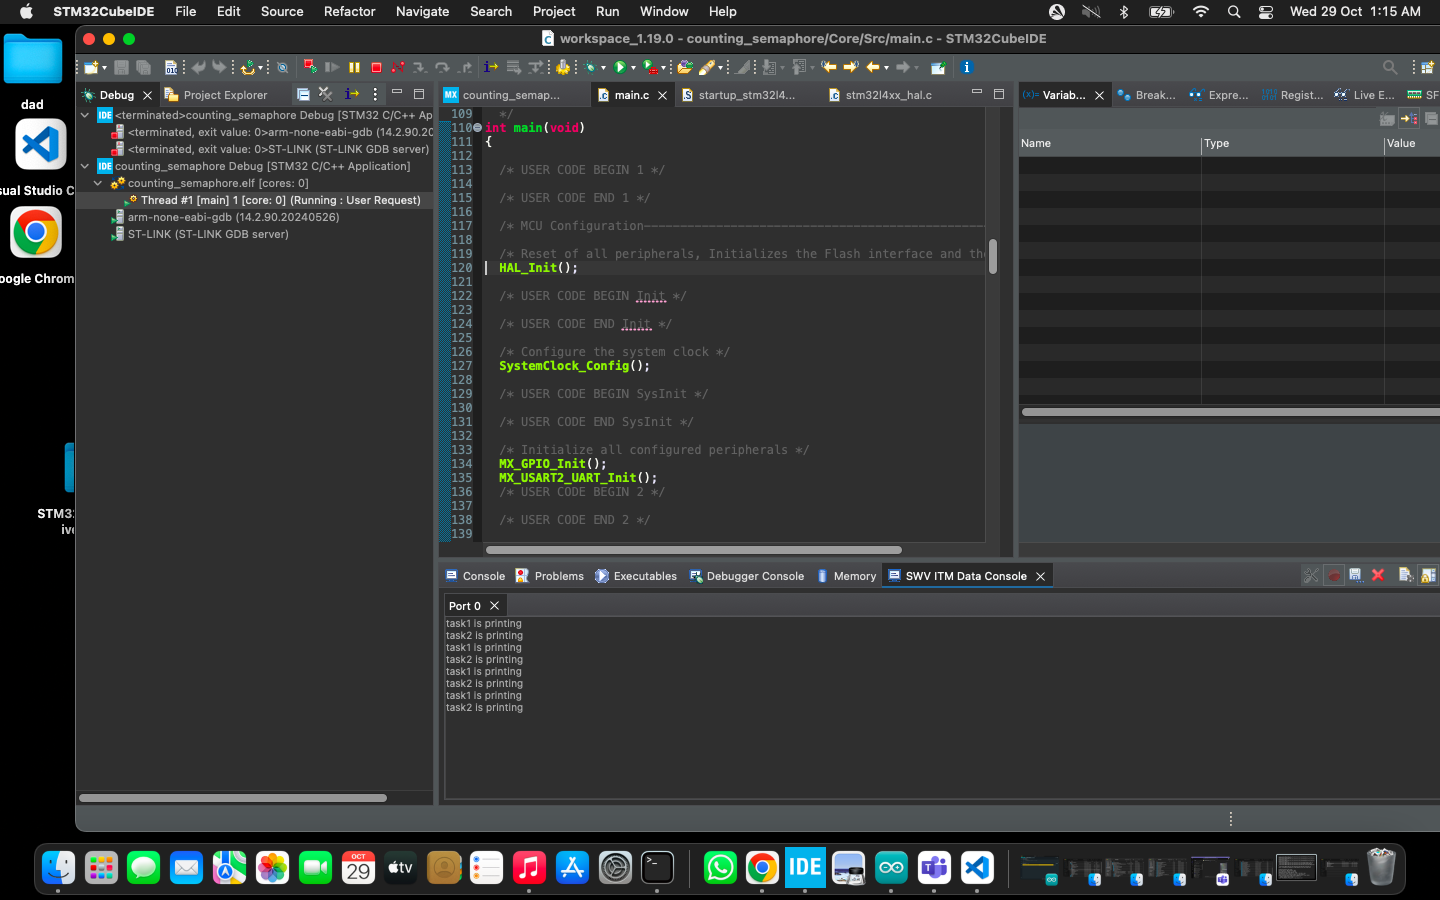 STM32CubeIDE File Edit Source Refactor Navigate Search Project Run Window Help Wed 29 Oct 1:15 AM
workspace_1.19.0 - counting_semaphore/Core/Src/main.c - STM32CubeIDE
dad
sual Studio C
oogle Chrom
STM3
ive
Debug Project Explorer
<terminated>counting_semaphore Debug [STM32 C/C++ Ap
<terminated, exit value: 0>arm-none-eabi-gdb (14.2.90.20
<terminated, exit value: 0>ST-LINK (ST-LINK GDB server)
counting_semaphore Debug [STM32 C/C++ Application]
counting_semaphore.elf [cores: 0]
Thread #1 [main] 1 [core: 0] (Running : User Request)
arm-none-eabi-gdb (14.2.90.20240526)
ST-LINK (ST-LINK GDB server)
counting_semap... main.c startup_stm32l4... stm32l4xx_hal.c
109 */
110 int main(void)
111 {
112
113 /* USER CODE BEGIN 1 */
114
115 /* USER CODE END 1 */
116
117 /* MCU Configuration-----------------------------------------------
118
119 /* Reset of all peripherals, Initializes the Flash interface and the
120 HAL_Init();
121
122 /* USER CODE BEGIN Init */
123
124 /* USER CODE END Init */
125
126 /* Configure the system clock */
127 SystemClock_Config();
128
129 /* USER CODE BEGIN SysInit */
130
131 /* USER CODE END SysInit */
132
133 /* Initialize all configured peripherals */
134 MX_GPIO_Init();
135 MX_USART2_UART_Init();
136 /* USER CODE BEGIN 2 */
137
138 /* USER CODE END 2 */
139
Variab... Break... Expre... Regist... Live E... SF
Name Type Value
Console Problems Executables Debugger Console Memory SWV ITM Data Console
Port 0
task1 is printing
task2 is printing
task1 is printing
task2 is printing
task1 is printing
task2 is printing
task1 is printing
task2 is printing
OCT
29
tv
IDE